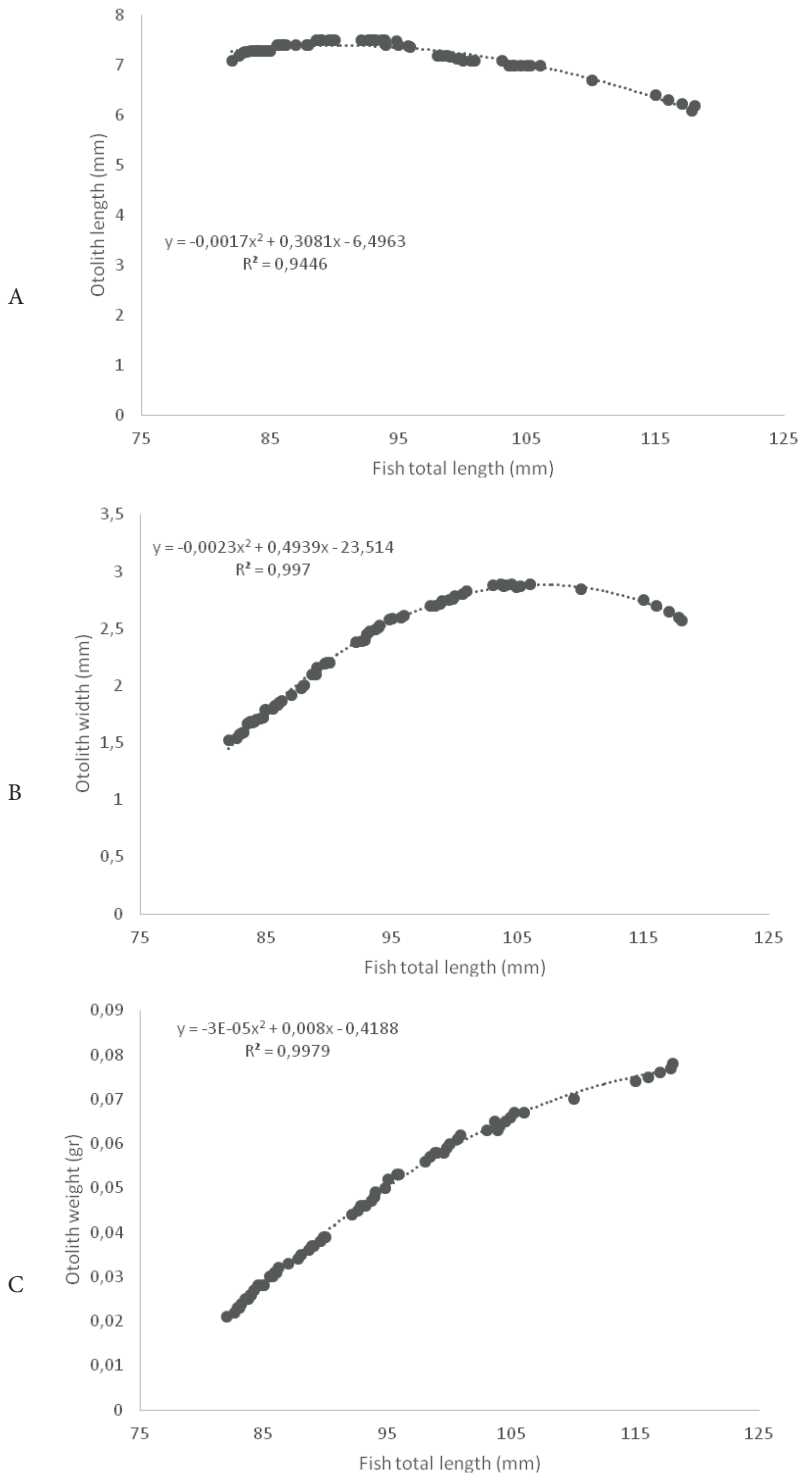 8
7
6
5
4
3
2
1
0
Otolith length (mm)
y = -0,0017x² + 0,3081x - 6,4963
R² = 0,9446
A
75 85 95 105 115 125
Fish total length (mm)
3,5
3
2,5
2
1,5
1
0,5
0
Otolith width (mm)
y = -0,0023x² + 0,4939x - 23,514
R² = 0,997
B
75 85 95 105 115 125
Fish total length (mm)
0,09
0,08
0,07
0,06
0,05
0,04
0,03
0,02
0,01
0
Otolith weight (gr)
y = -3E-05x² + 0,008x - 0,4188
R² = 0,9979
C
75 85 95 105 115 125
Fish total length (mm)